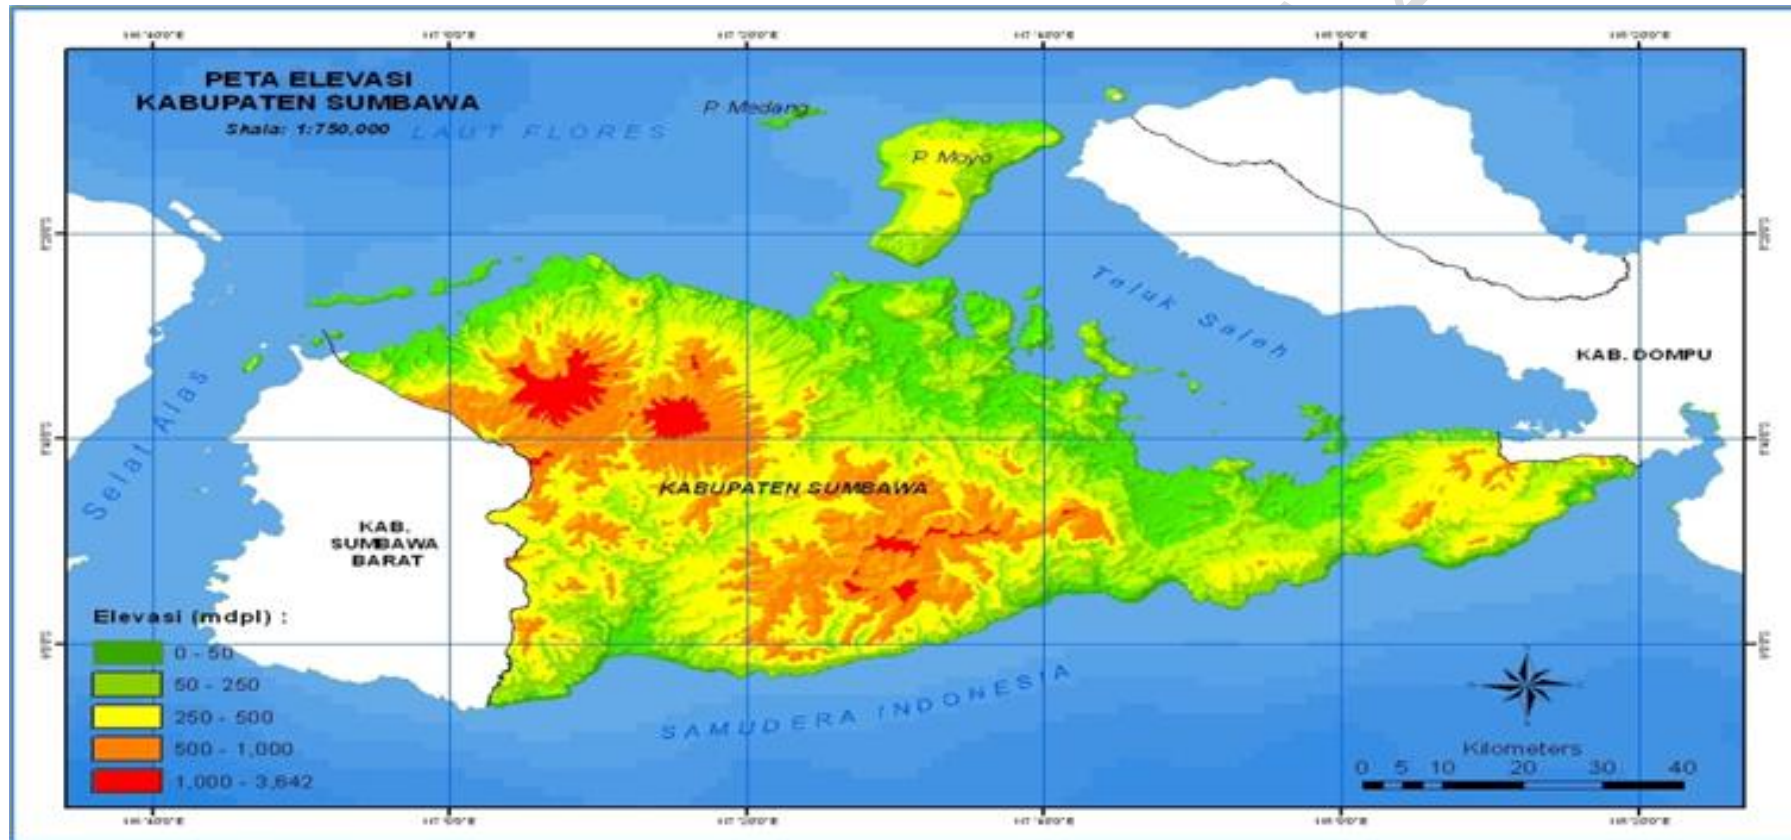 PETA ELEVASI
KABUPATEN SUMBAWA
Skala: 1:750,000
LAUT FLORES
P. Medang
P. Moyo
Teluk Saleh
KAB. DOMPU
Selat Alas
KABUPATEN SUMBAWA
KAB.
SUMBAWA
BARAT
SAMUDERA INDONESIA
Elevasi (mdpl) :
0 - 50
50 - 250
250 - 500
500 - 1,000
1,000 - 3,642
Kilometers
0 5 10 20 30 40